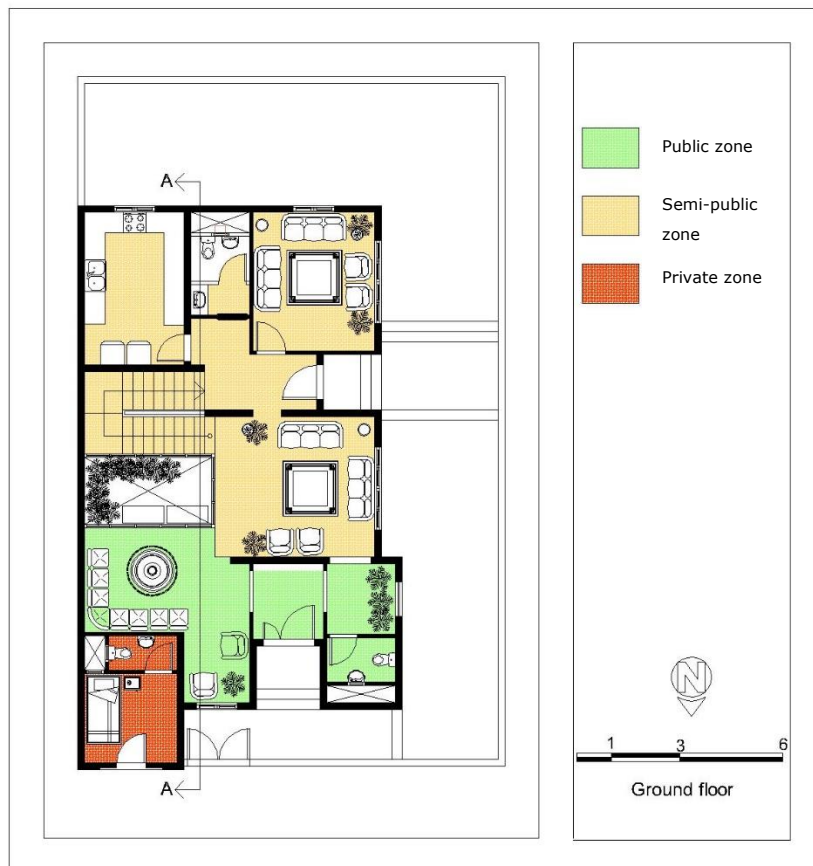 A
A
Public zone
Semi-public
zone
Private zone
N
1 3 6
Ground floor